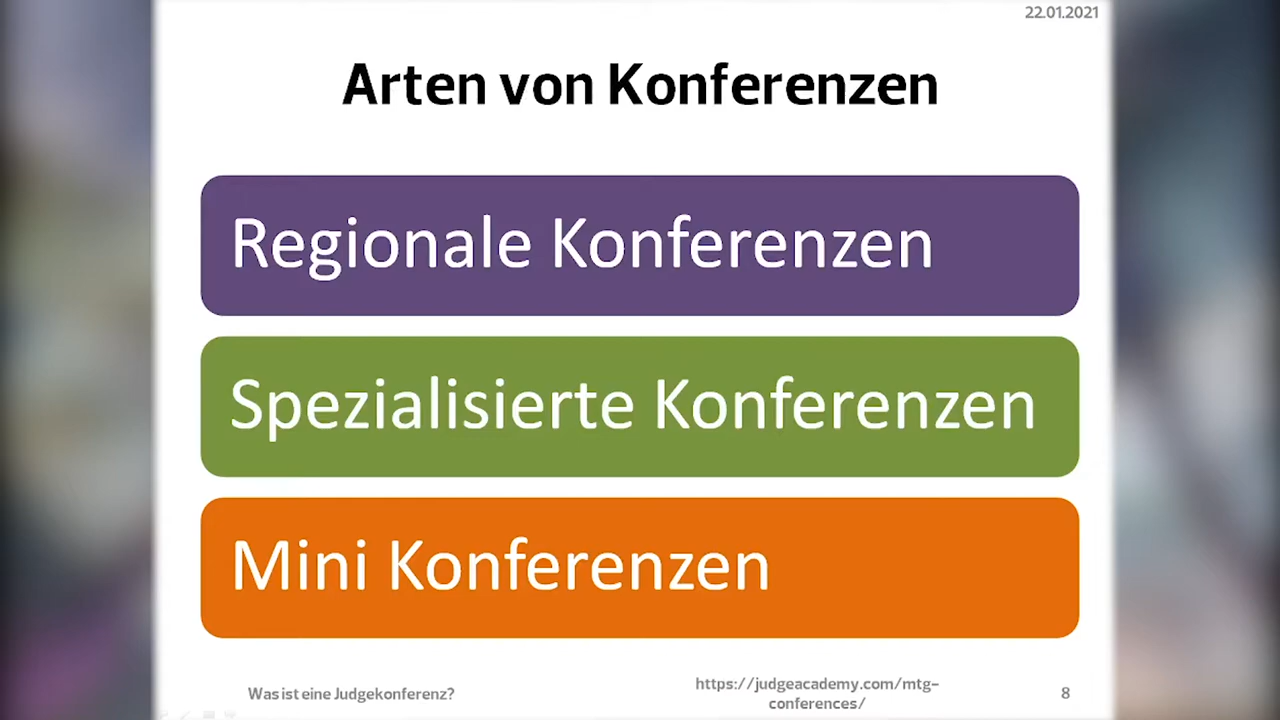 22.01.2021
Arten von Konferenzen
Regionale Konferenzen
Spezialisierte Konferenzen
Mini Konferenzen
Was ist eine Judgekonferenz?
https://judgeacademy.com/mtg-
conferences/
8